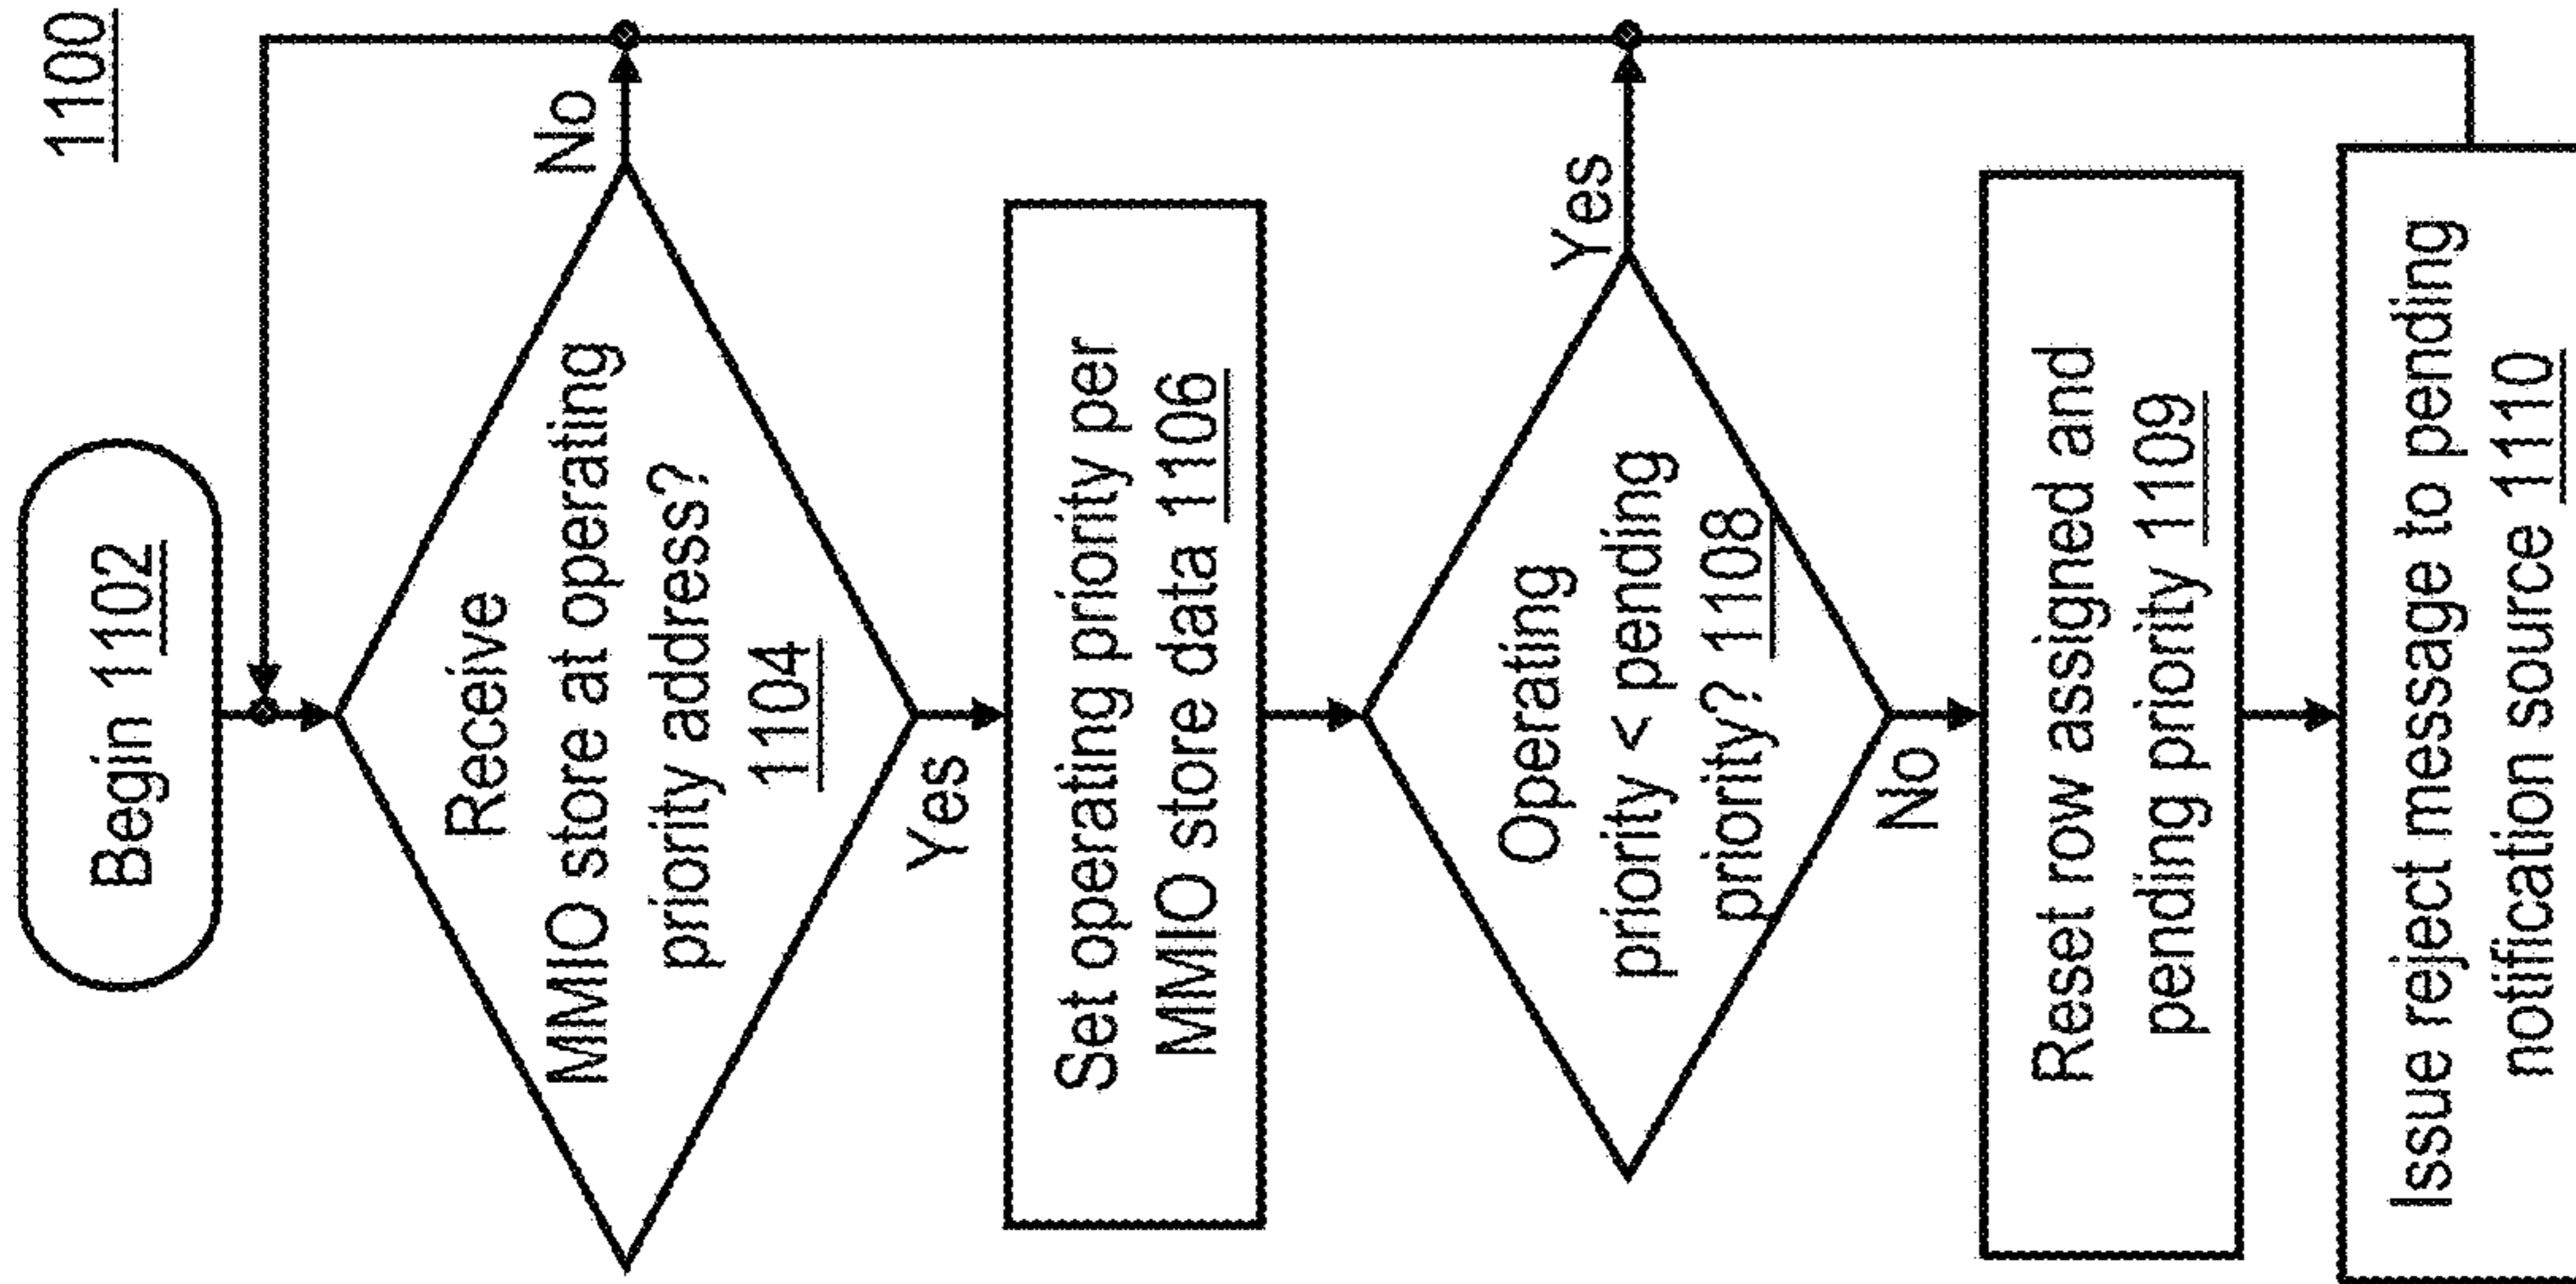 1100
Begin 1102
Receive
MMIO store at operating
priority address?
1104
No
Yes
Set operating priority per
MMIO store data 1106
Operating
priority < pending
priority? 1108
Yes
No
Reset row assigned and
pending priority 1109
Issue reject message to pending
notification source 1110